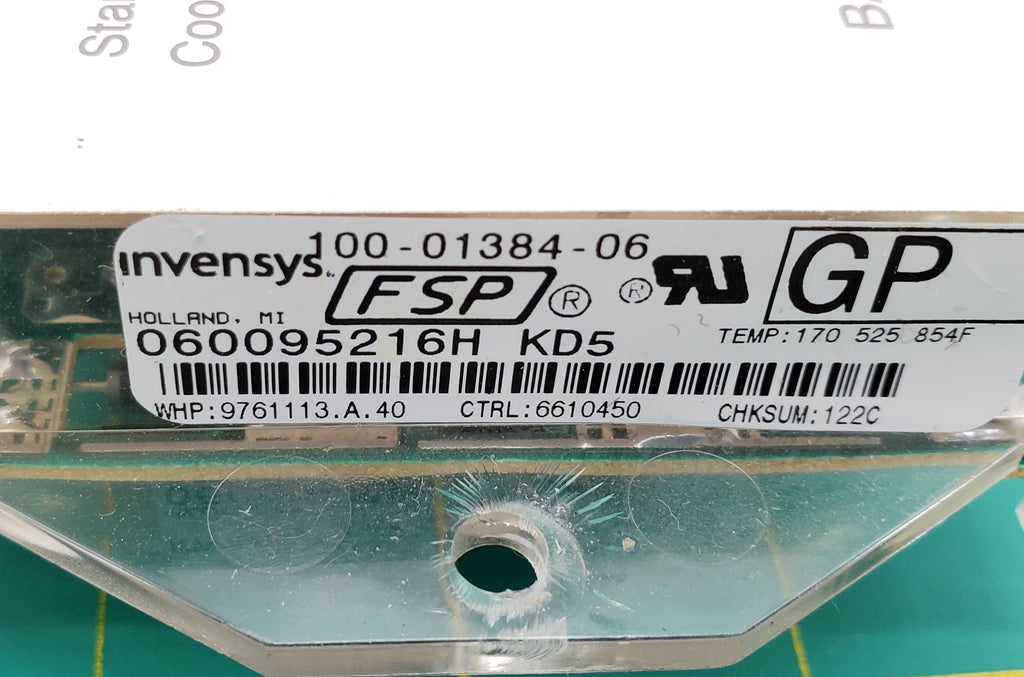 invensys 100-01384-06
FSP ® ® RU GP
HOLLAND, MI
060095216H KD5
TEMP:170 525 854F
WHP:9761113.A.40 CTRL:6610450 CHKSUM:122C